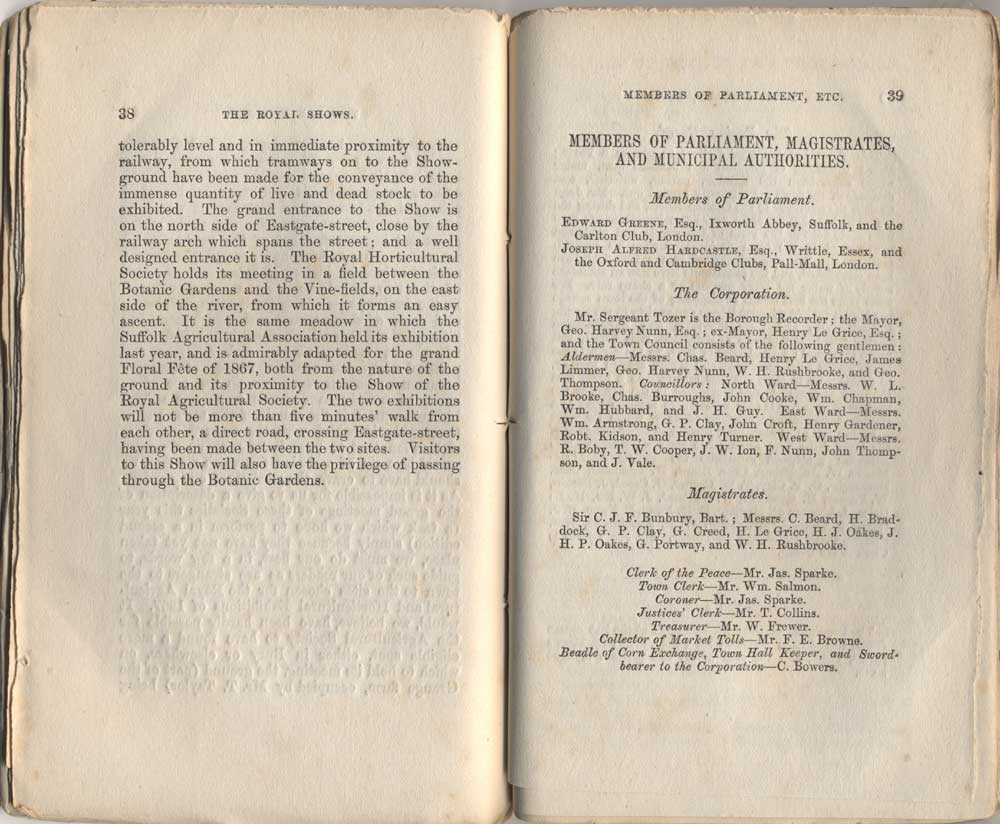 38 THE ROYAL SHOWS.
tolerably level and in immediate proximity to the
railway, from which tramways on to the Show-
ground have been made for the conveyance of the
immense quantity of live and dead stock to be
exhibited. The grand entrance to the Show is
on the north side of Eastgate-street, close by the
railway arch which spans the street; and a well
designed entrance it is. The Royal Horticultural
Society holds its meeting in a field between the
Botanic Gardens and the Vine-fields, on the east
side of the river, from which it forms an easy
ascent. It is the same meadow in which the
Suffolk Agricultural Association held its exhibition
last year, and is admirably adapted for the grand
Floral Fête of 1867, both from the nature of the
ground and its proximity to the Show of the
Royal Agricultural Society. The two exhibitions
will not be more than five minutes' walk from
each other, a direct road, crossing Eastgate-street,
having been made between the two sites. Visitors
to this Show will also have the privilege of passing
through the Botanic Gardens.
MEMBERS OF PARLIAMENT, ETC. 39
MEMBERS OF PARLIAMENT, MAGISTRATES,
AND MUNICIPAL AUTHORITIES.
Members of Parliament.
EDWARD GREENE, Esq., Ixworth Abbey, Suffolk, and the
Carlton Club, London.
JOSEPH ALFRED HARDCASTLE, Esq., Writtle, Essex, and
the Oxford and Cambridge Clubs, Pall-Mall, London.
The Corporation.
Mr. Sergeant Tozer is the Borough Recorder; the Mayor,
Geo. Harvey Nunn, Esq.; ex-Mayor, Henry Le Grice, Esq.;
and the Town Council consists of the following gentlemen:
Aldermen—Messrs. Chas. Beard, Henry Le Grice, James
Limmer, Geo. Harvey Nunn, W. H. Rushbrooke, and Geo.
Thompson. Councillors: North Ward—Messrs. W. L.
Brooke, Chas. Burroughs, John Cooke, Wm. Chapman,
Wm. Hubbard, and J. H. Guy. East Ward—Messrs.
Wm. Armstrong, G. P. Clay, John Croft, Henry Gardener,
Robt. Kidson, and Henry Turner. West Ward—Messrs.
R. Boby, T. W. Cooper, J. W. Ion, F. Nunn, John Thomp-
son, and J. Vale.
Magistrates.
Sir C. J. F. Bunbury, Bart.; Messrs. C. Beard, H. Brad-
dock, G. P. Clay, G. Creed, H. Le Grice, H. J. Oakes, J.
H. P. Oakes, G. Portway, and W. H. Rushbrooke.
Clerk of the Peace—Mr. Jas. Sparke.
Town Clerk—Mr. Wm. Salmon.
Coroner—Mr. Jas. Sparke.
Justices' Clerk—Mr. T. Collins.
Treasurer—Mr. W. Frewer.
Collector of Market Tolls—Mr. F. E. Browne.
Beadle of Corn Exchange, Town Hall Keeper, and Sword-
bearer to the Corporation—C. Bowers.